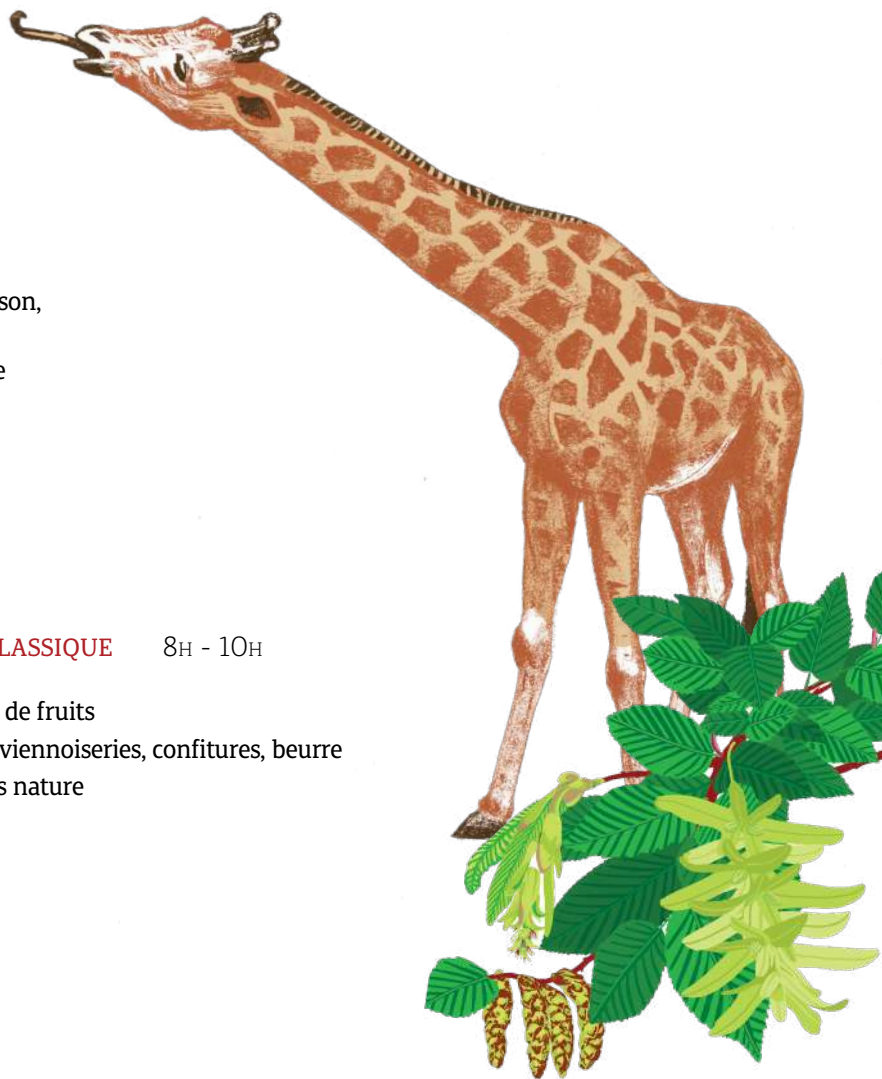 son,
e
LASSIQUE 8H - 10H
de fruits
viennoiseries, confitures, beurre
s nature